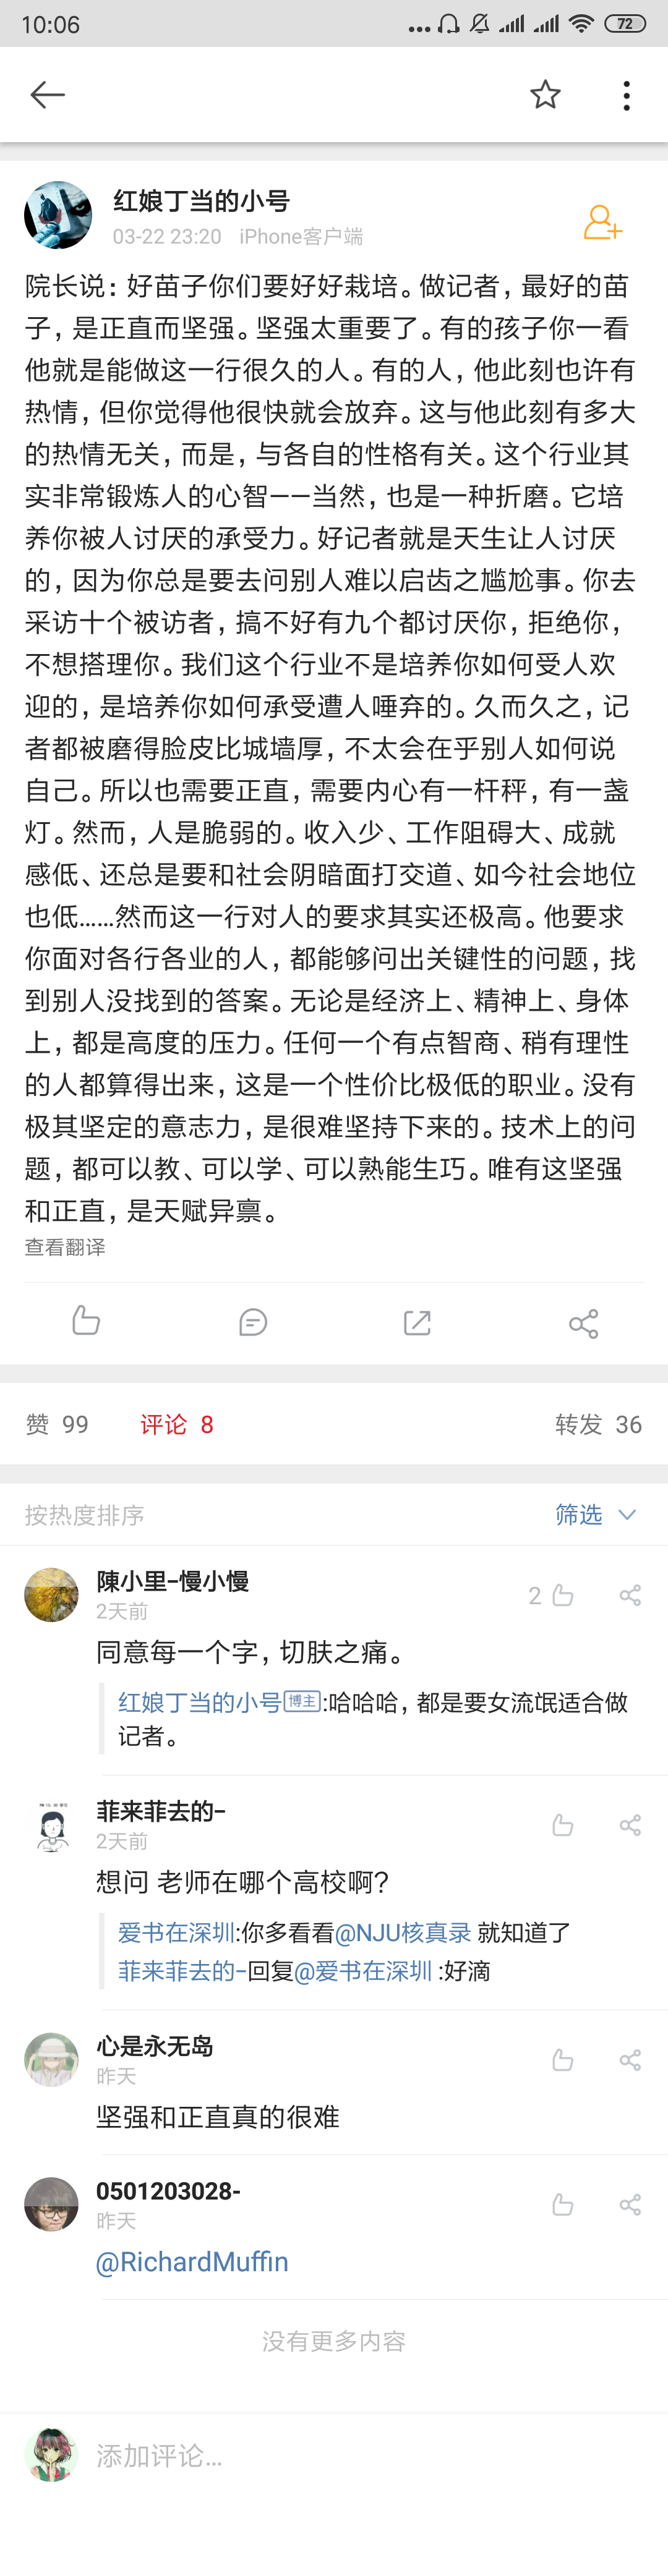 10:06
72
红娘丁当的小号
03-22 23:20 iPhone客户端
院长说：好苗子你们要好好栽培。做记者，最好的苗
子，是正直而坚强。坚强太重要了。有的孩子你一看
他就是能做这一行很久的人。有的人，他此刻也许有
热情，但你觉得他很快就会放弃。这与他此刻有多大
的热情无关，而是，与各自的性格有关。这个行业其
实非常锻炼人的心智——当然，也是一种折磨。它培
养你被人讨厌的承受力。好记者就是天生让人讨厌
的，因为你总是要去问别人难以启齿之尴尬事。你去
采访十个被访者，搞不好有九个都讨厌你，拒绝你，
不想搭理你。我们这个行业不是培养你如何受人欢
迎的，是培养你如何承受遭人唾弃的。久而久之，记
者都被磨得脸皮比城墙厚，不太会在乎别人如何说
自己。所以也需要正直，需要内心有一杆秤，有一盏
灯。然而，人是脆弱的。收入少、工作阻碍大、成就
感低、还总是要和社会阴暗面打交道、如今社会地位
也低……然而这一行对人的要求其实还极高。他要求
你面对各行各业的人，都能够问出关键性的问题，找
到别人没找到的答案。无论是经济上、精神上、身体
上，都是高度的压力。任何一个有点智商、稍有理性
的人都算得出来，这是一个性价比极低的职业。没有
极其坚定的意志力，是很难坚持下来的。技术上的问
题，都可以教、可以学、可以熟能生巧。唯有这坚强
和正直，是天赋异禀。
查看翻译
赞 99 评论 8 转发 36
按热度排序 筛选
陳小里-慢小慢
2天前
2
同意每一个字，切肤之痛。
红娘丁当的小号博主:哈哈哈，都是要女流氓适合做
记者。
菲来菲去的-
2天前
想问 老师在哪个高校啊？
爱书在深圳:你多看看@NJU核真录 就知道了
菲来菲去的-回复@爱书在深圳 :好滴
心是永无岛
昨天
坚强和正直真的很难
0501203028-
昨天
@RichardMuffin
没有更多内容
添加评论...